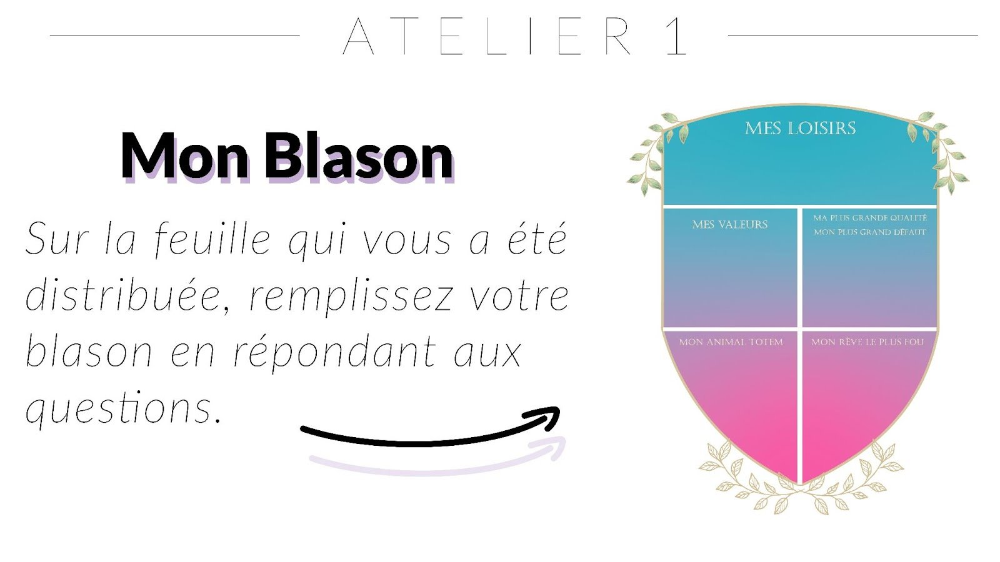 ATELIER 1
Mon Blason
Sur la feuille qui vous a été
distribuée, remplissez votre
blason en répondant aux
questions.
MES LOISIRS
MES VALEURS
MA PLUS GRANDE QUALITÉ
MON PLUS GRAND DÉFAUT
MON ANIMAL TOTEM
MON RÊVE LE PLUS FOU